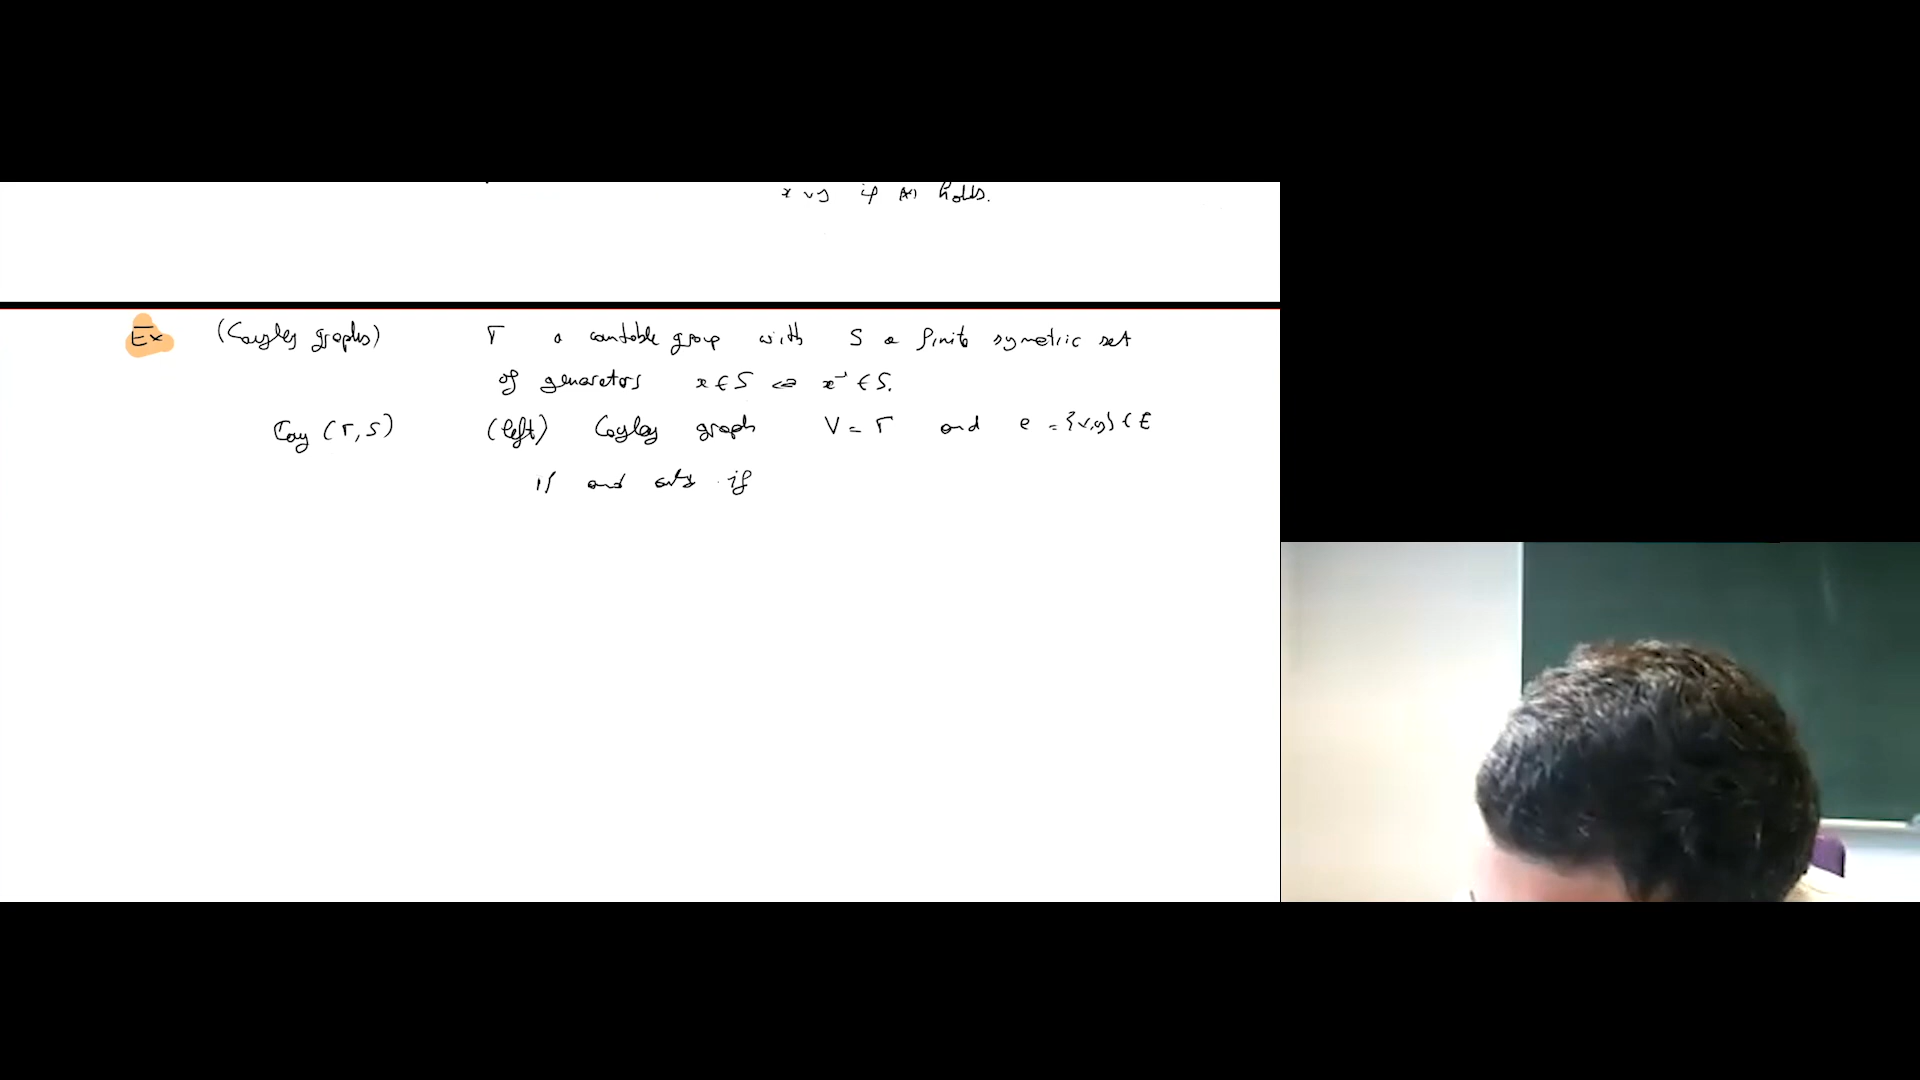 x ~ y if (*) holds.
Ex (Cayley graphs) Γ a countable group with S a finite symetric set
of generators x ∈ S ⇔ x⁻¹ ∈ S.
Cay (Γ, S) (left) Cayley graph V = Γ and e = {x,y} ∈ E
if and only if